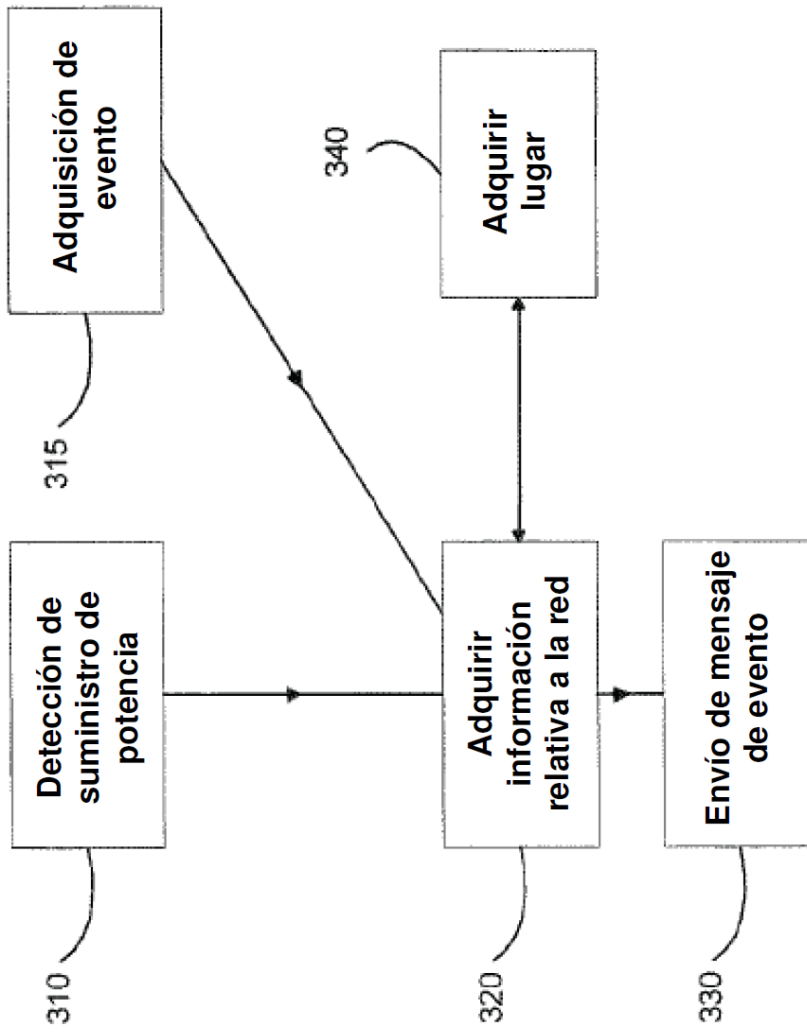 310
Detección de
suministro de
potencia
315
Adquisición de
evento
320
Adquirir
información
relativa a la red
340
Adquirir
lugar
330
Envío de mensaje
de evento